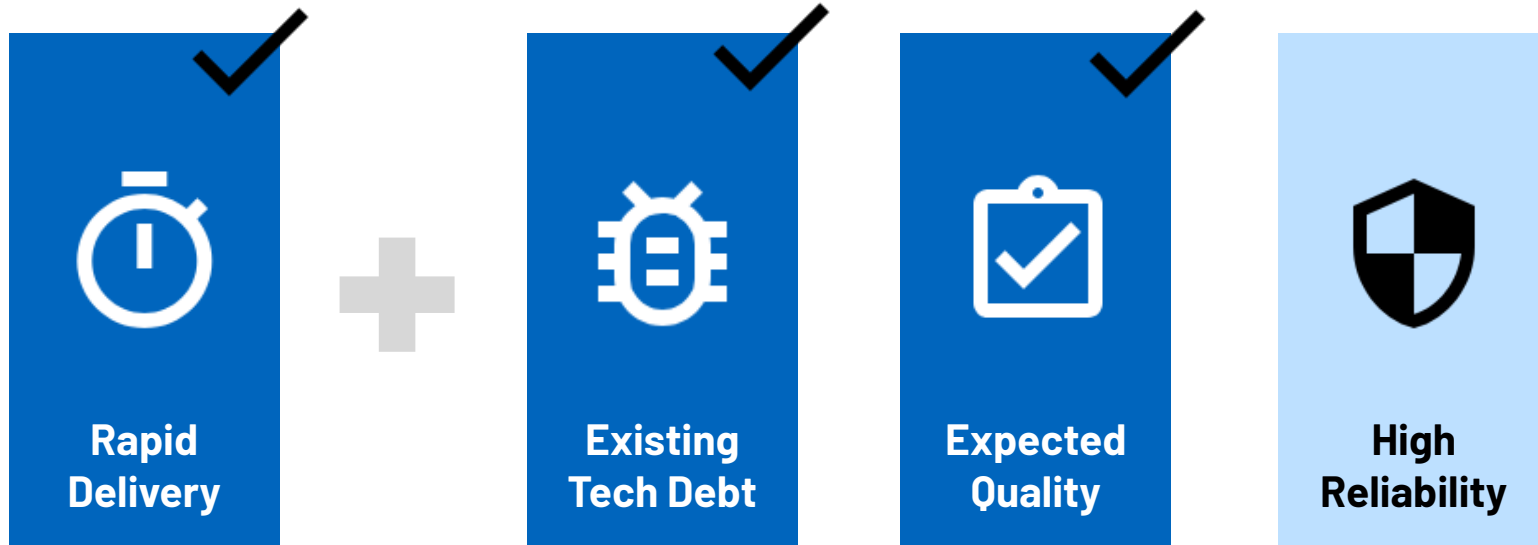 Rapid
Delivery
Existing
Tech Debt
Expected
Quality
High
Reliability